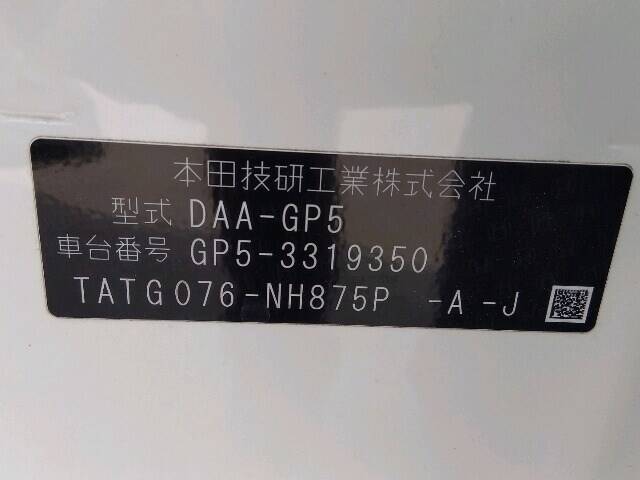 本田技研工業株式会社
型式 DAA-GP5
車台番号 GP5-3319350
TATG076-NH875P -A -J